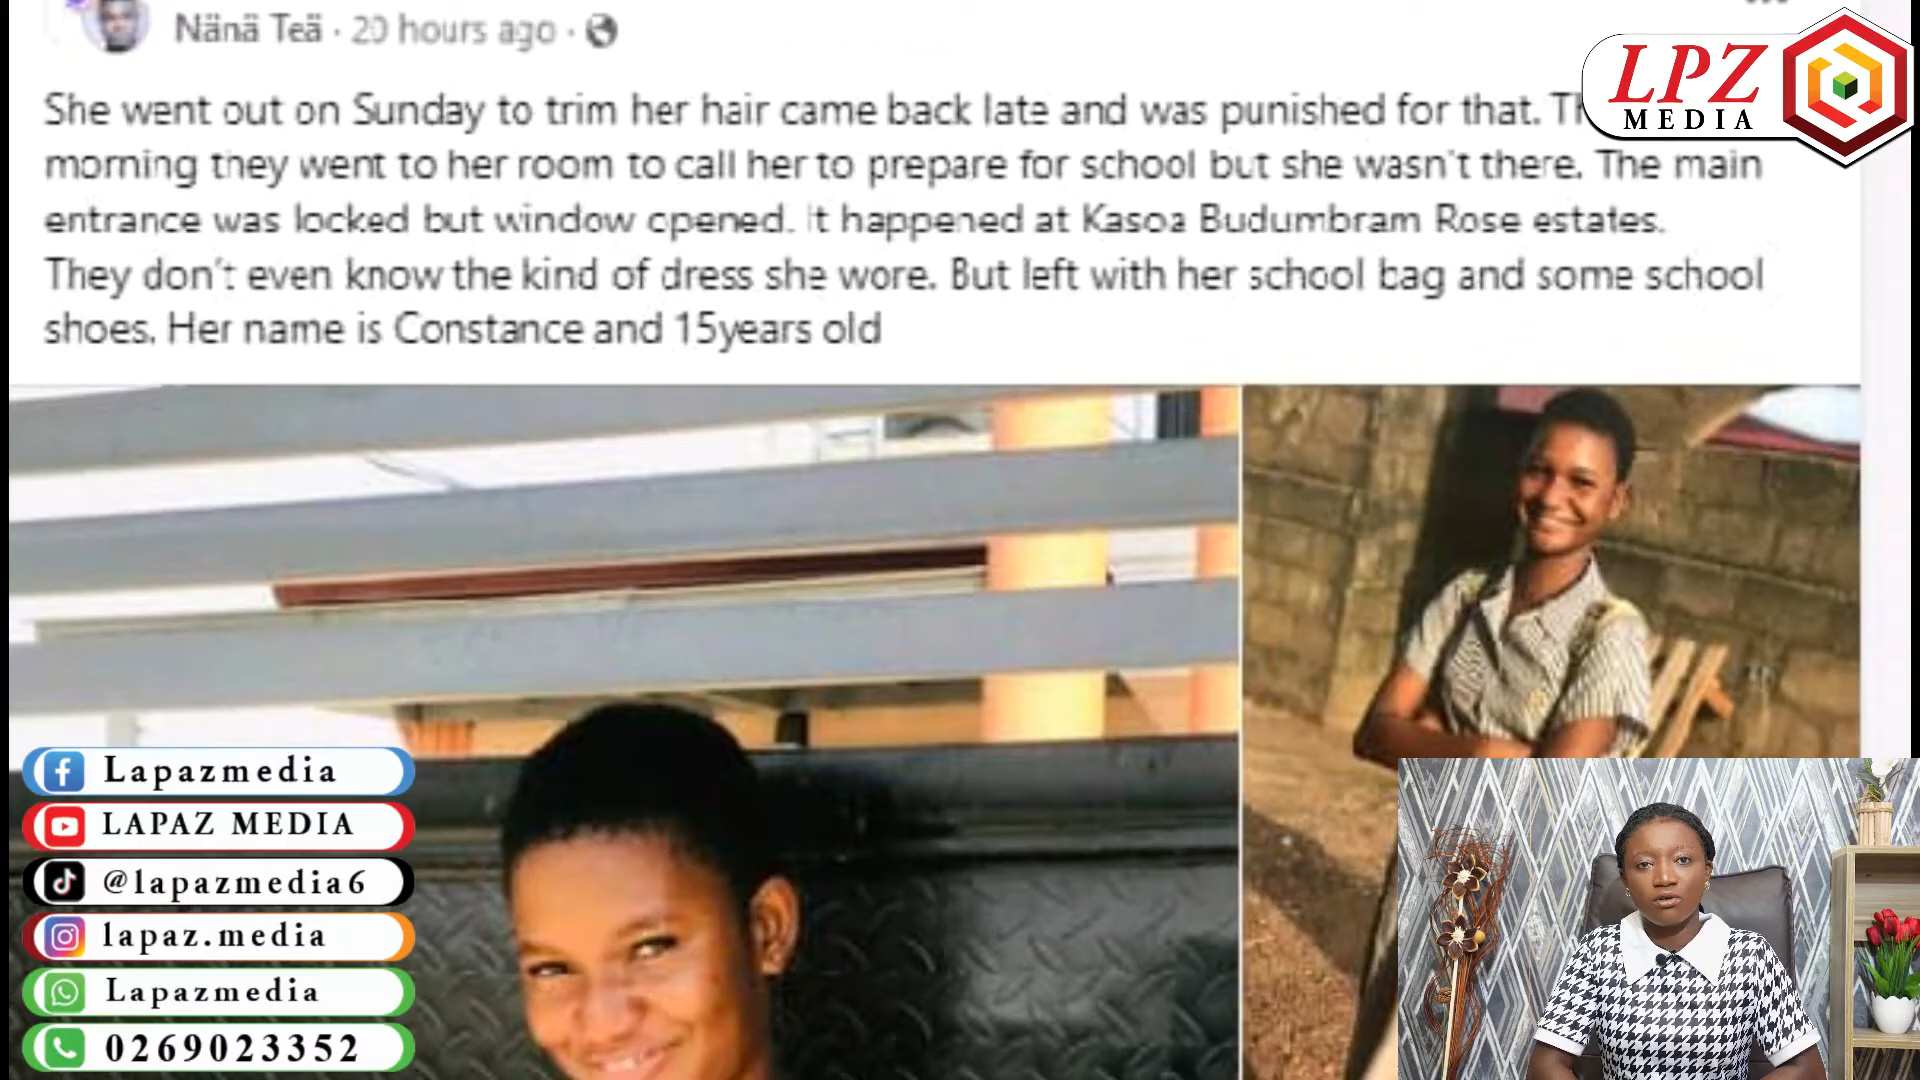 Nänä Teä · 20 hours ago ·
LPZ
MEDIA
She went out on Sunday to trim her hair came back late and was punished for that.
morning they went to her room to call her to prepare for school but she wasn't there. The main
entrance was locked but window opened. It happened at Kasoa Budumbram Rose estates.
They don't even know the kind of dress she wore. But left with her school bag and some school
shoes. Her name is Constance and 15years old
Lapazmedia
LAPAZ MEDIA
@lapazmedia6
lapaz.media
Lapazmedia
0269023352